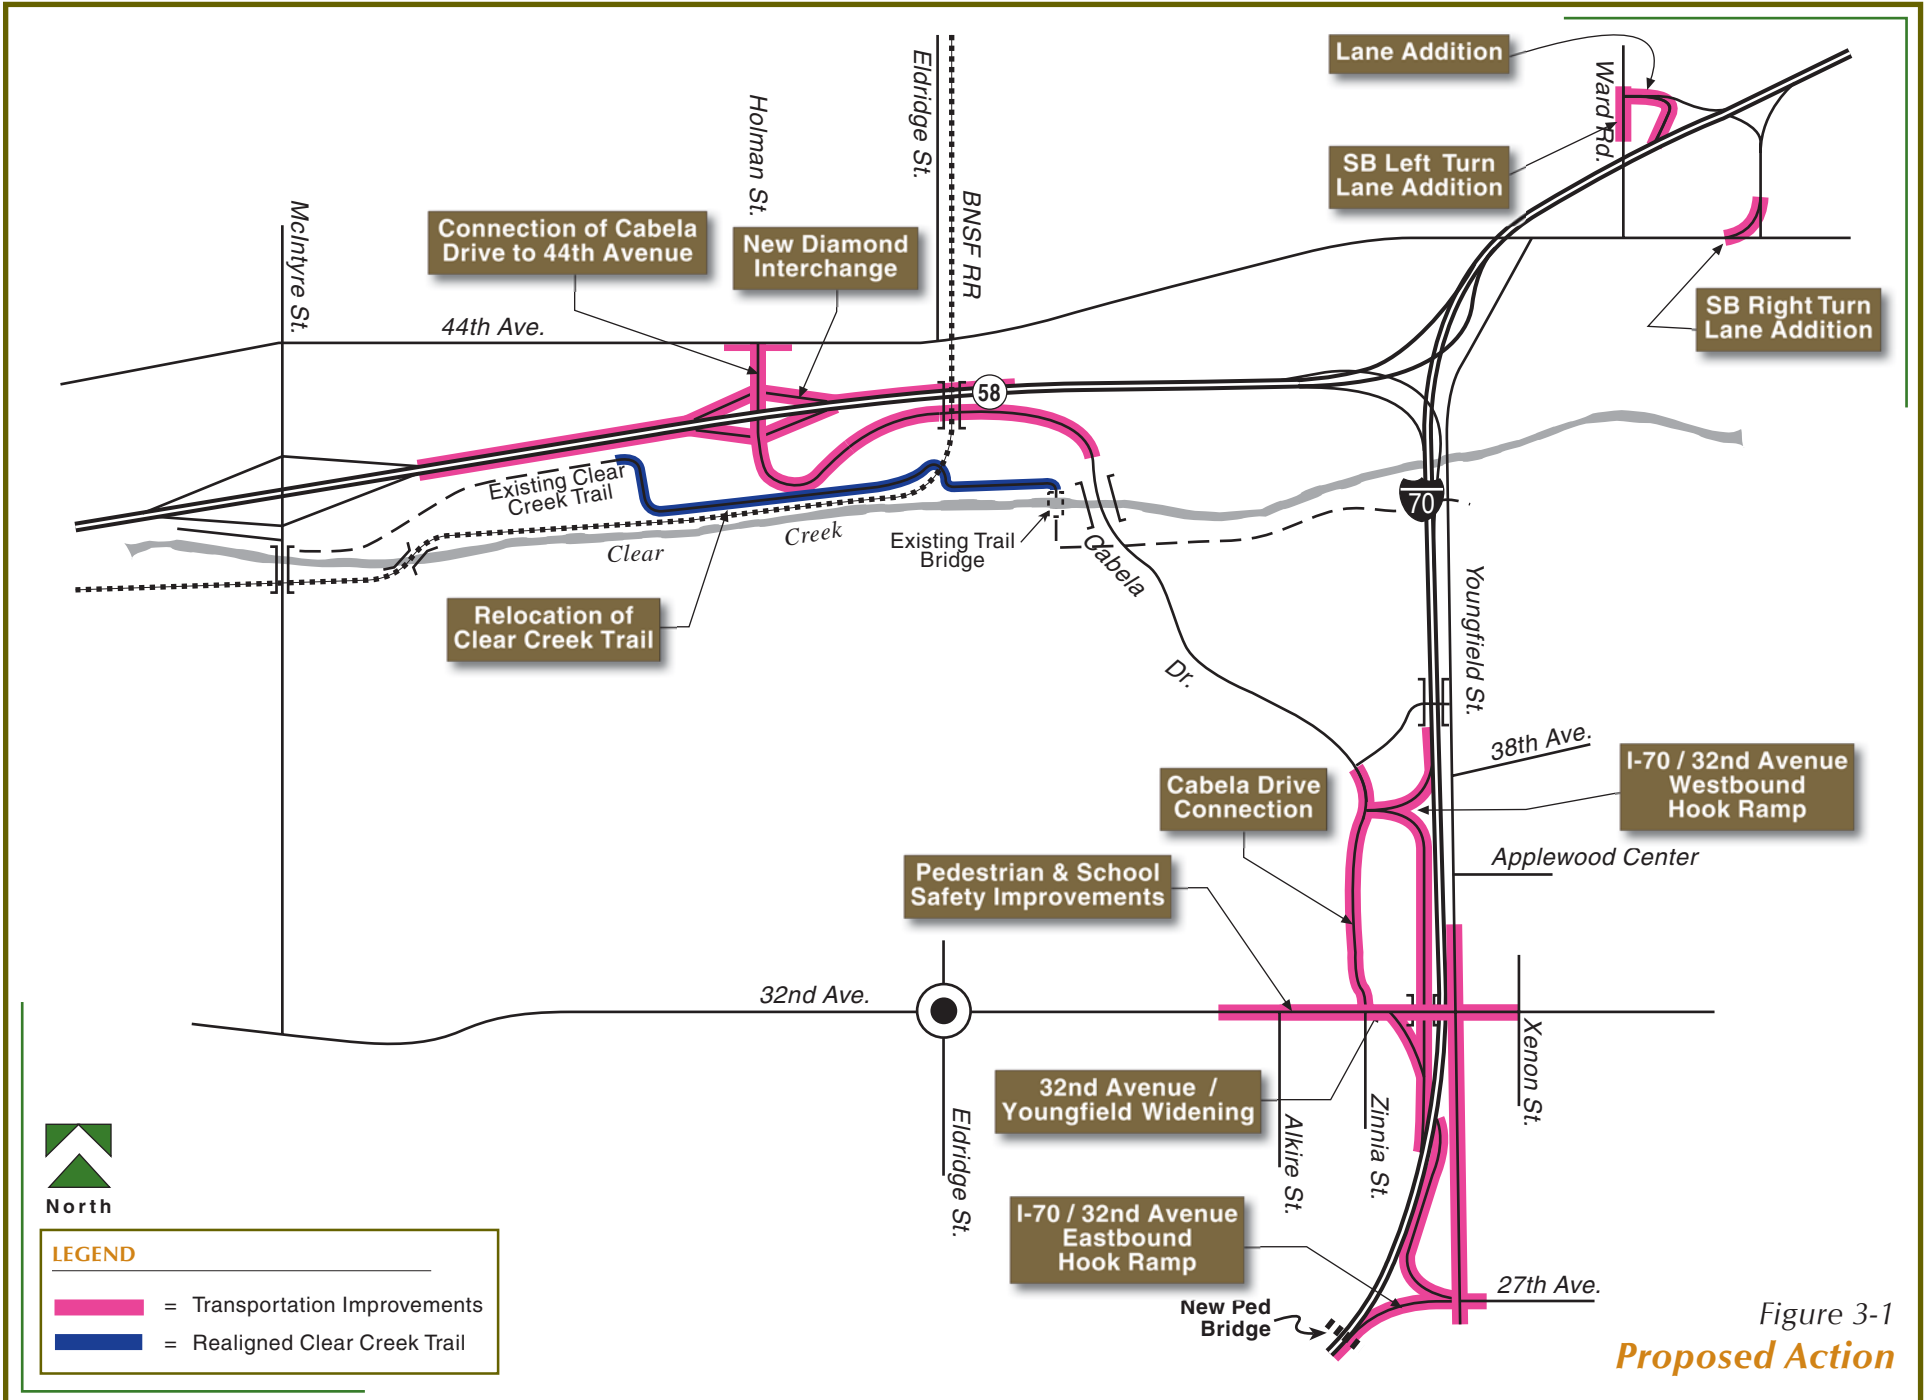 Lane Addition
Ward Rd.
SB Left Turn
Lane Addition
SB Right Turn
Lane Addition
Eldridge St.
BNSF RR
Holman St.
McIntyre St.
Connection of Cabela
Drive to 44th Avenue
New Diamond
Interchange
44th Ave.
58
Existing Clear
Creek Trail
Clear
Creek
Existing Trail
Bridge
Cabela
Dr.
70
Youngfield St.
Relocation of
Clear Creek Trail
38th Ave.
I-70 / 32nd Avenue
Westbound
Hook Ramp
Cabela Drive
Connection
Applewood Center
Pedestrian & School
Safety Improvements
32nd Ave.
Xenon St.
32nd Avenue /
Youngfield Widening
Zinnia St.
Alkire St.
Eldridge St.
I-70 / 32nd Avenue
Eastbound
Hook Ramp
27th Ave.
New Ped
Bridge
North
LEGEND
= Transportation Improvements
= Realigned Clear Creek Trail
Figure 3-1
Proposed Action